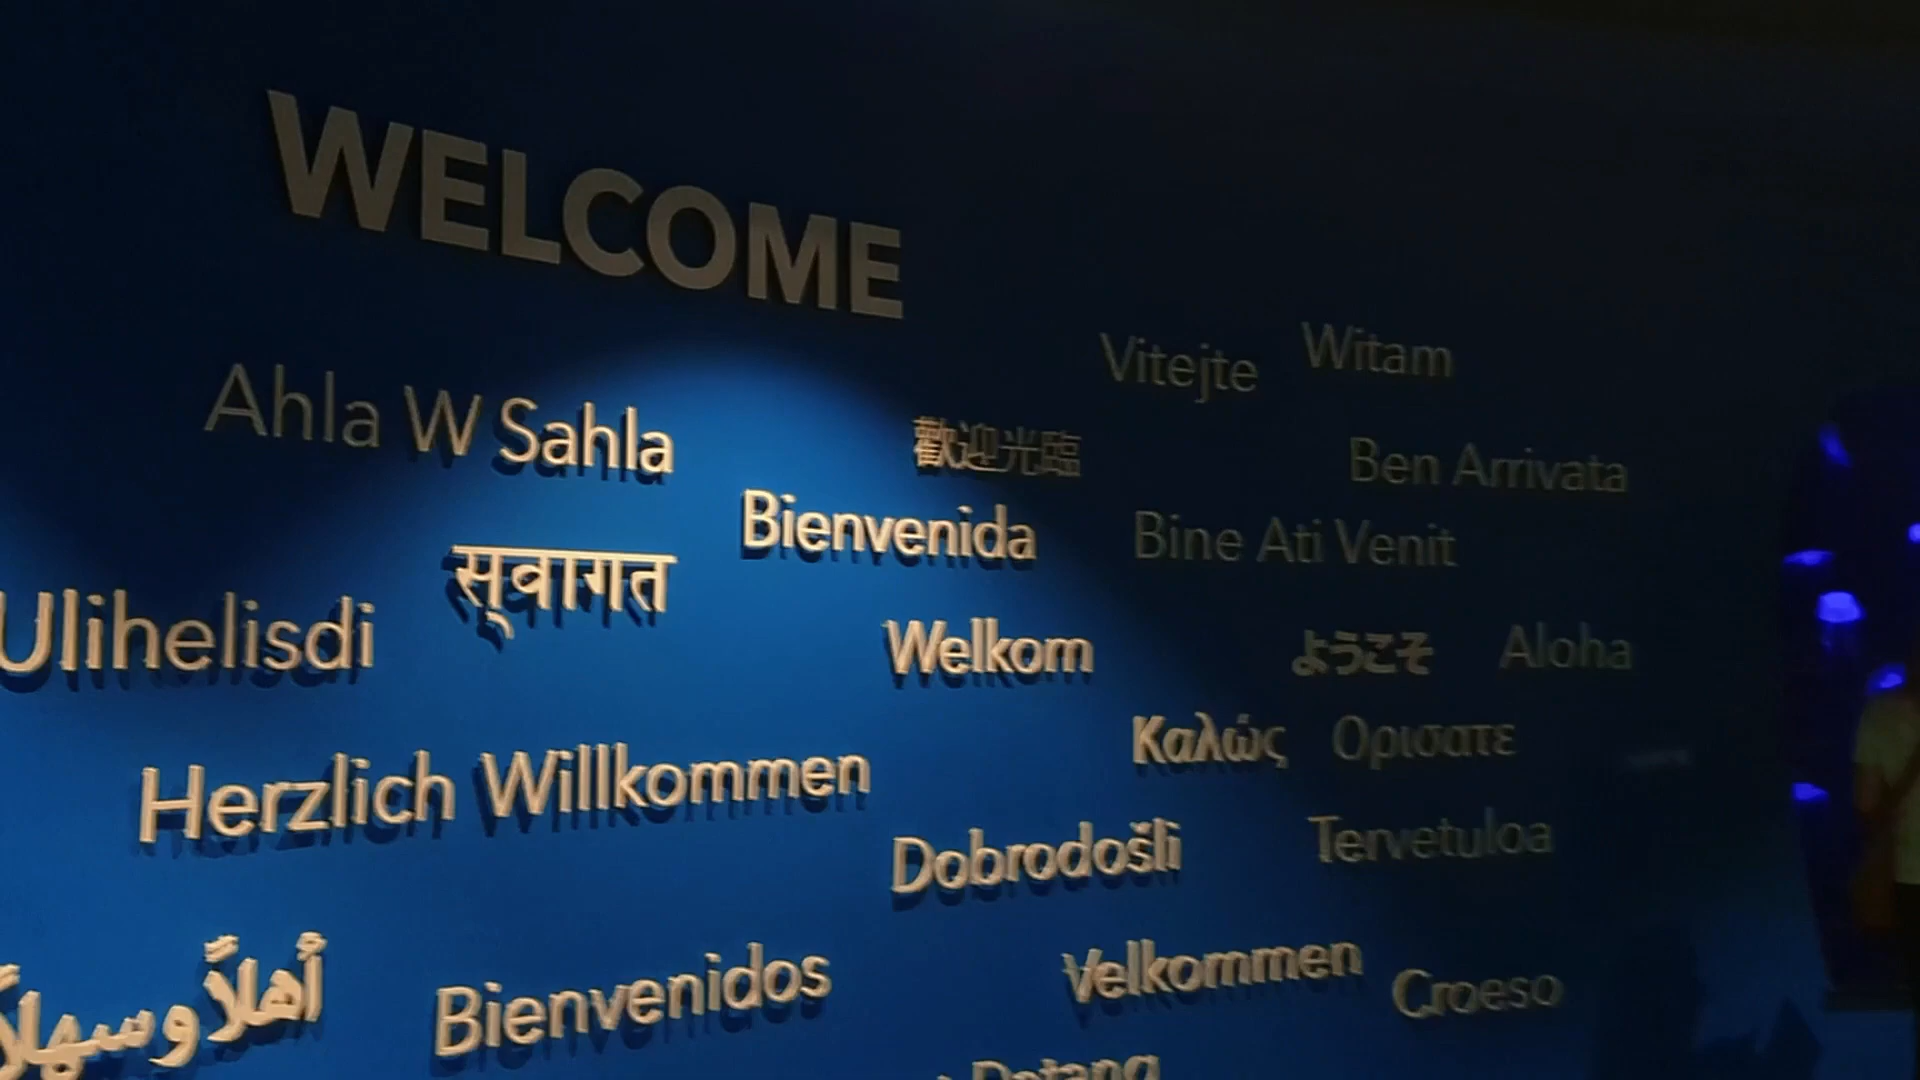 WELCOME
Vitejte
Witam
Ahla W Sahla
歡迎光臨
Ben Arrivata
Bienvenida
Bine Ati Venit
स्वागत
Ulihelisdi
Welkom
ようこそ
Aloha
Καλώς Ορισατε
Herzlich Willkommen
Dobrodošli
Tervetuloa
أهلاً وسهلاً
Bienvenidos
Velkommen
Croeso
Datang